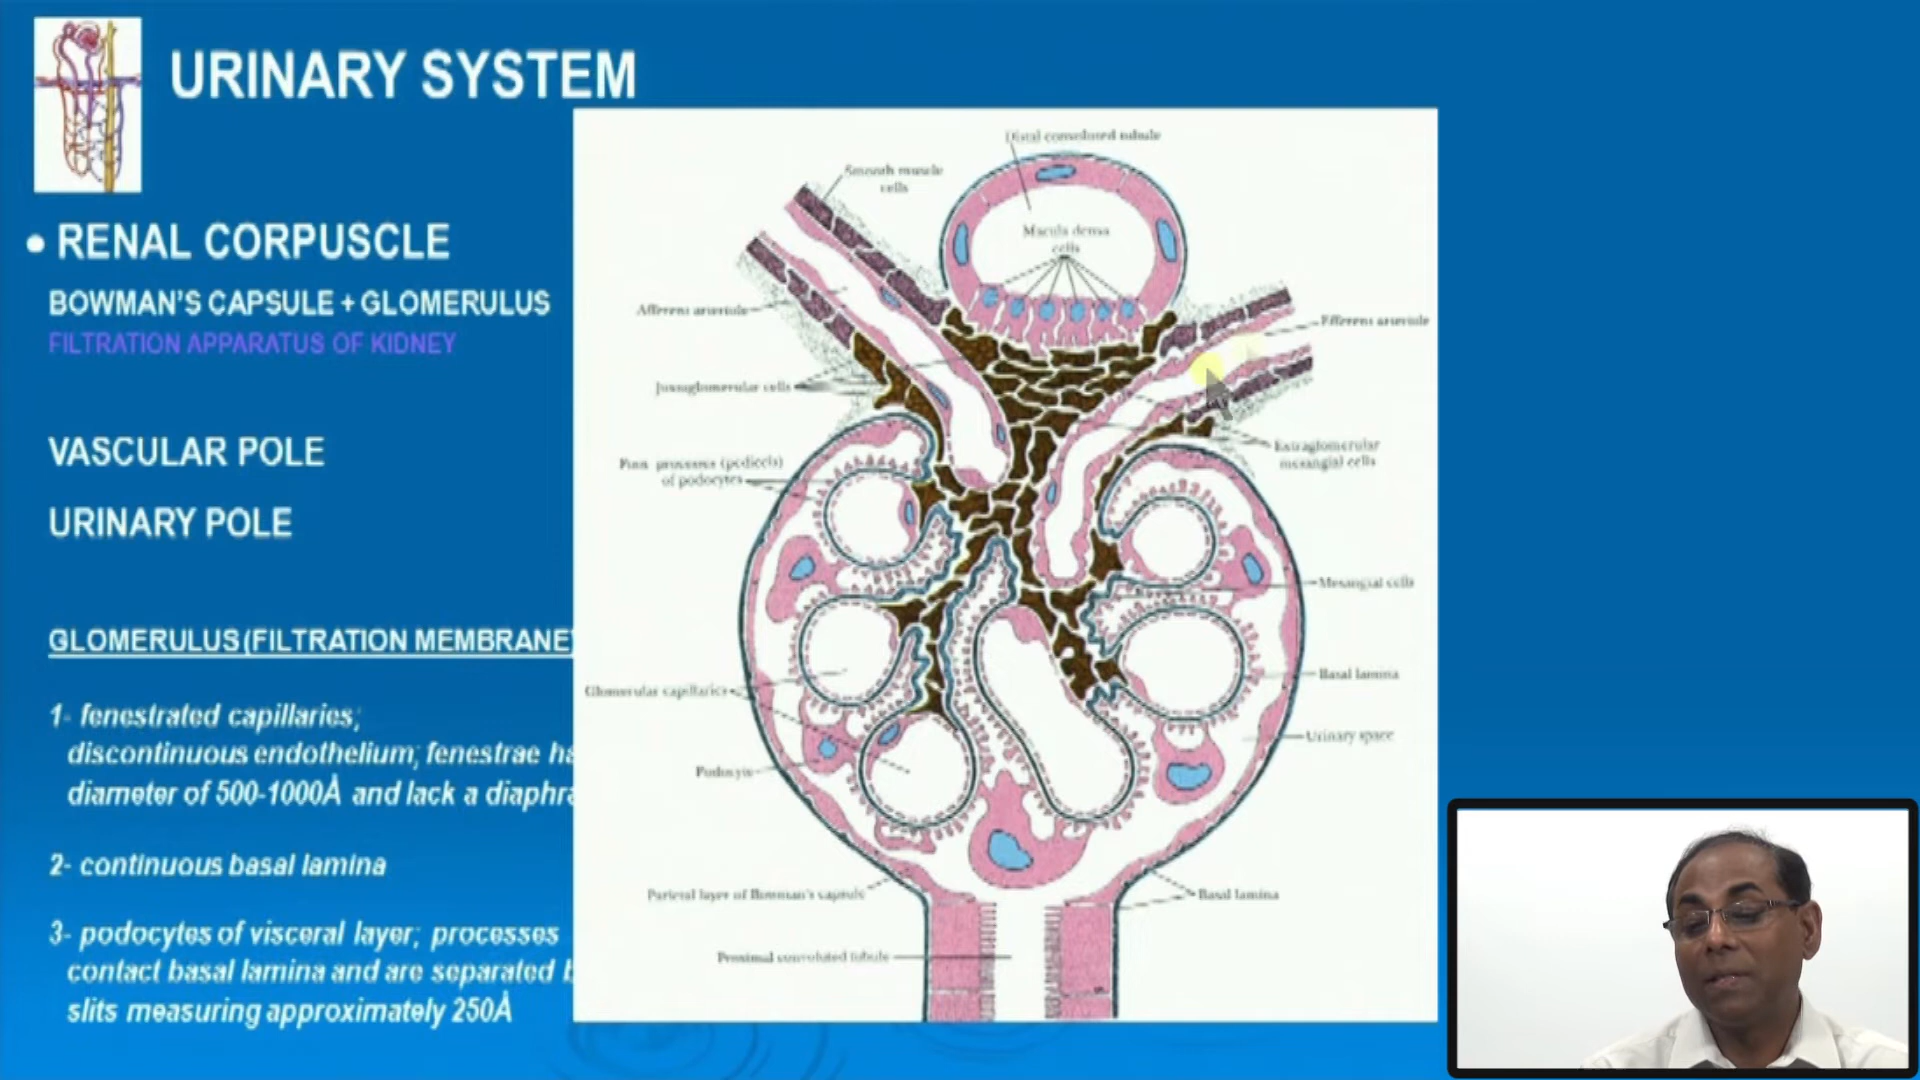 URINARY SYSTEM
• RENAL CORPUSCLE
BOWMAN'S CAPSULE + GLOMERULUS
FILTRATION APPARATUS OF KIDNEY
VASCULAR POLE
URINARY POLE
GLOMERULUS (FILTRATION MEMBRANE)
1- fenestrated capillaries;
discontinuous endothelium; fenestrae ha
diameter of 500-1000Å and lack a diaphra
2- continuous basal lamina
3- podocytes of visceral layer; processes
contact basal lamina and are separated b
slits measuring approximately 250Å
Distal convoluted tubule
Smooth muscle
cells
Macula densa
cells
Afferent arteriole
Efferent arteriole
Juxtaglomerular cells
Extraglomerular
mesangial cells
Foot processes (pedicels)
of podocytes
Mesangial cells
Basal lamina
Glomerular capillaries
Urinary space
Podocyte
Parietal layer of Bowman's capsule
Basal lamina
Proximal convoluted tubule